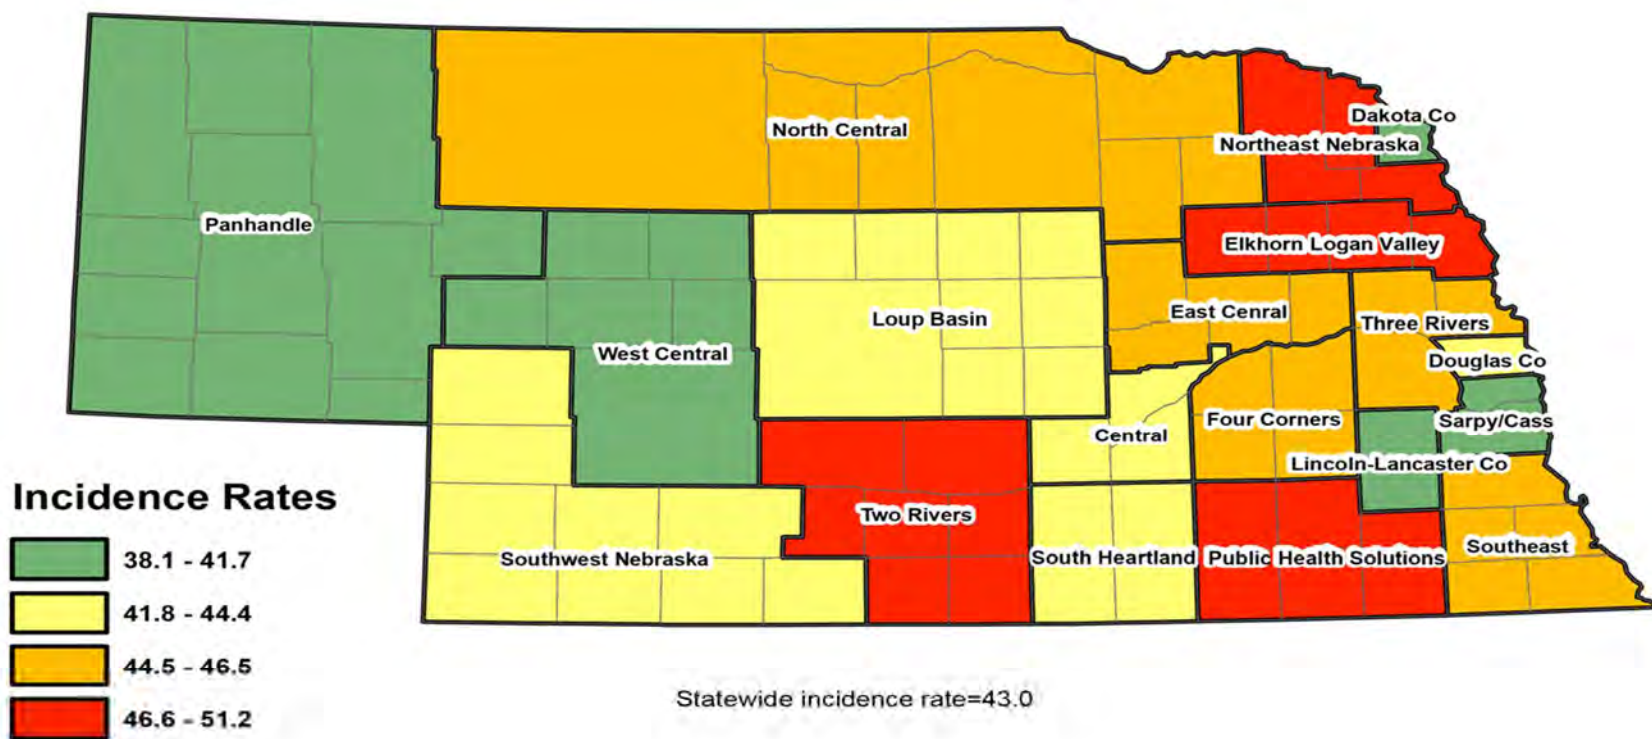 Dakota Co
North Central
Northeast Nebraska
Panhandle
Elkhorn Logan Valley
East Cenral
Loup Basin
Three Rivers
West Central
Douglas Co
Four Corners
Sarpy/Cass
Central
Lincoln-Lancaster Co
Two Rivers
Southwest Nebraska
South Heartland
Public Health Solutions
Southeast
Incidence Rates
38.1 - 41.7
41.8 - 44.4
44.5 - 46.5
46.6 - 51.2
Statewide incidence rate=43.0